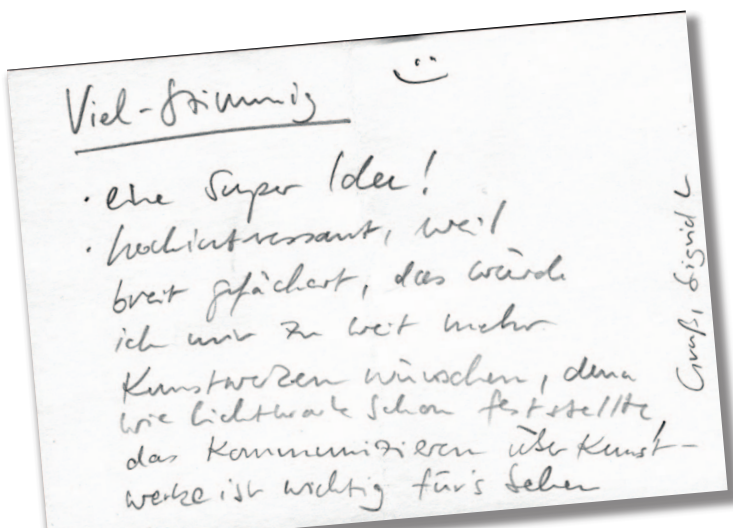 Viel-Stimmig
· eine Super Idee!
· hochinteressant, weil
breit gefächert, das würde
ich mir zu weit mehr
Kunstwerken wünschen, denn
wie Lichtwark schon feststellte,
das Kommunizieren über Kunst-
werke ist wichtig für's Sehen
Gruß, Sigrid L